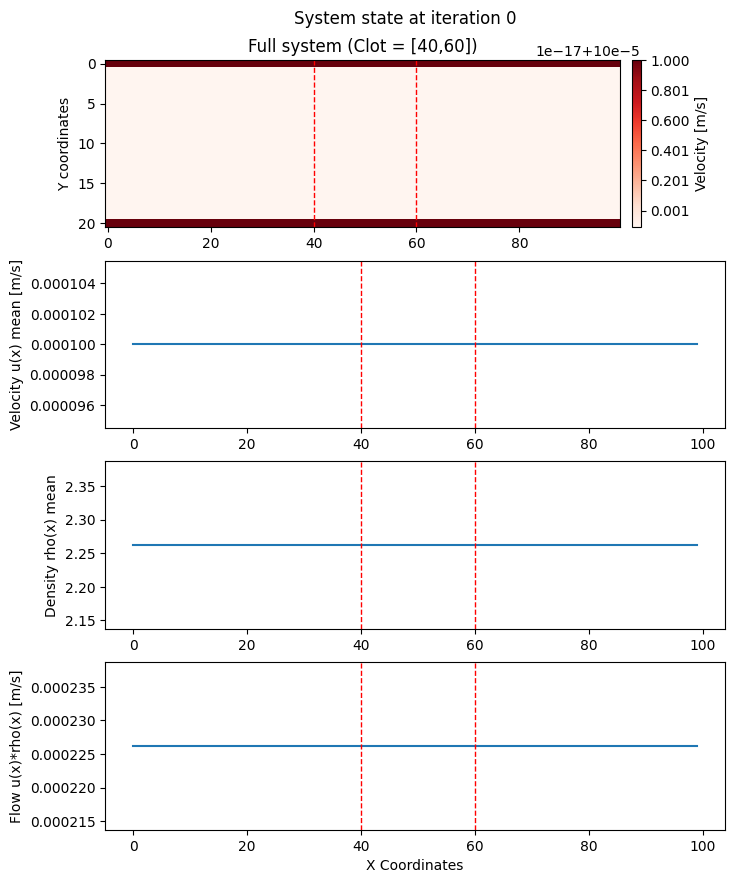 System state at iteration 0
Full system (Clot = [40,60])
1e−17+10e−5
Y coordinates
0
5
10
15
20
0 20 40 60 80
1.000
0.801
0.600
0.401
0.201
0.001
Velocity [m/s]
Velocity u(x) mean [m/s]
0.000104
0.000102
0.000100
0.000098
0.000096
0 20 40 60 80 100
Density rho(x) mean
2.35
2.30
2.25
2.20
2.15
0 20 40 60 80 100
Flow u(x)*rho(x) [m/s]
0.000235
0.000230
0.000225
0.000220
0.000215
0 20 40 60 80 100
X Coordinates